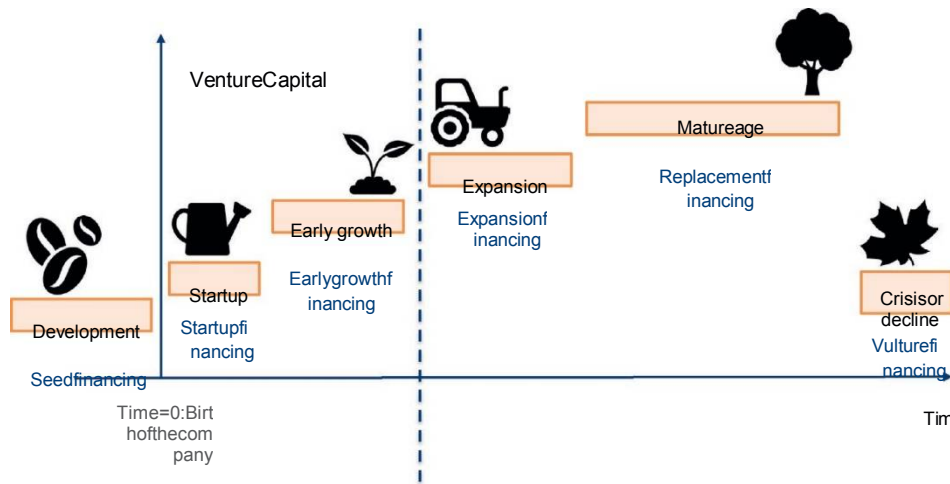 VentureCapital
Matureage
Replacementf
inancing
Expansion
Expansionf
inancing
Early growth
Earlygrowthf
inancing
Startup
Startupfi
nancing
Development
Seedfinancing
Crisisor
decline
Vulturefi
nancing
Time=0:Birt
hofthecom
pany
Tim